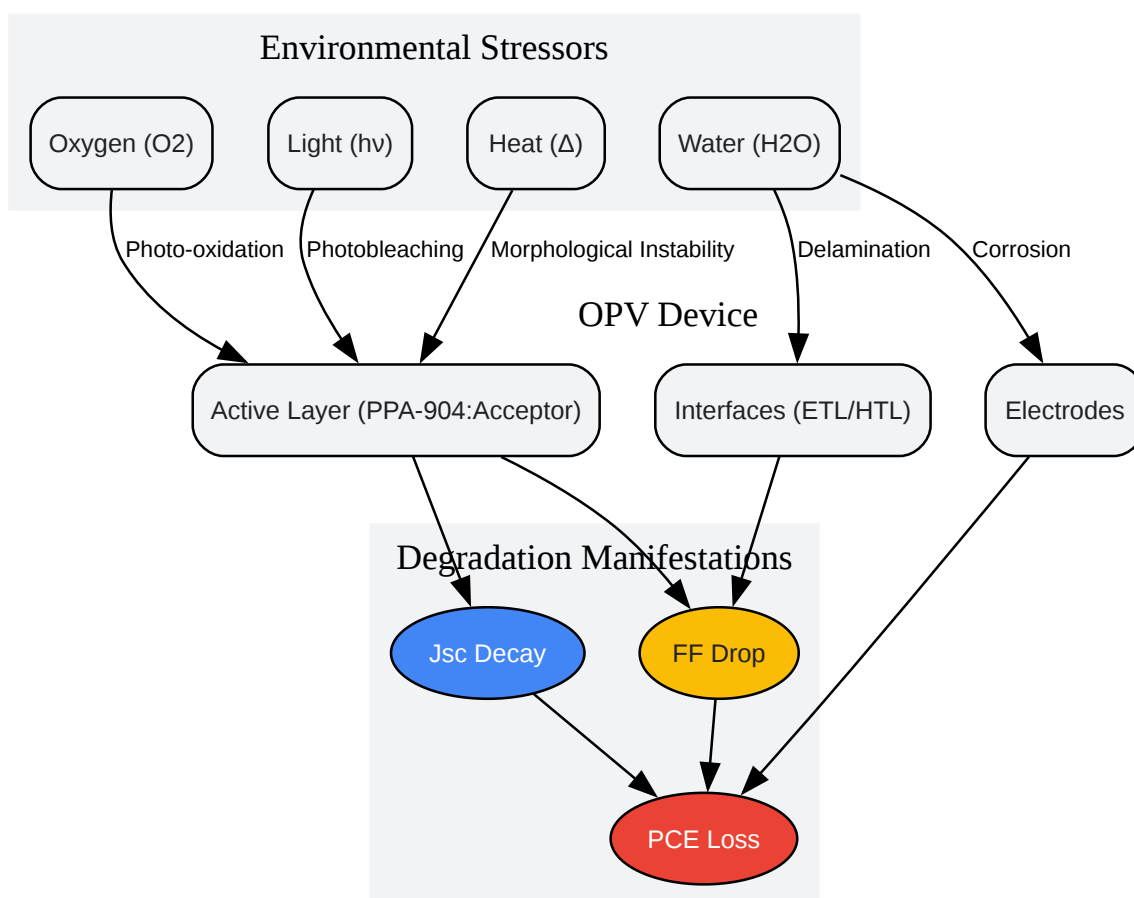 Environmental Stressors
Oxygen (O2)
Light (hν)
Heat (Δ)
Water (H2O)
Photo-oxidation
Photobleaching
Morphological Instability
Delamination
Corrosion
OPV Device
Active Layer (PPA-904:Acceptor)
Interfaces (ETL/HTL)
Electrodes
Degradation Manifestations
Jsc Decay
FF Drop
PCE Loss